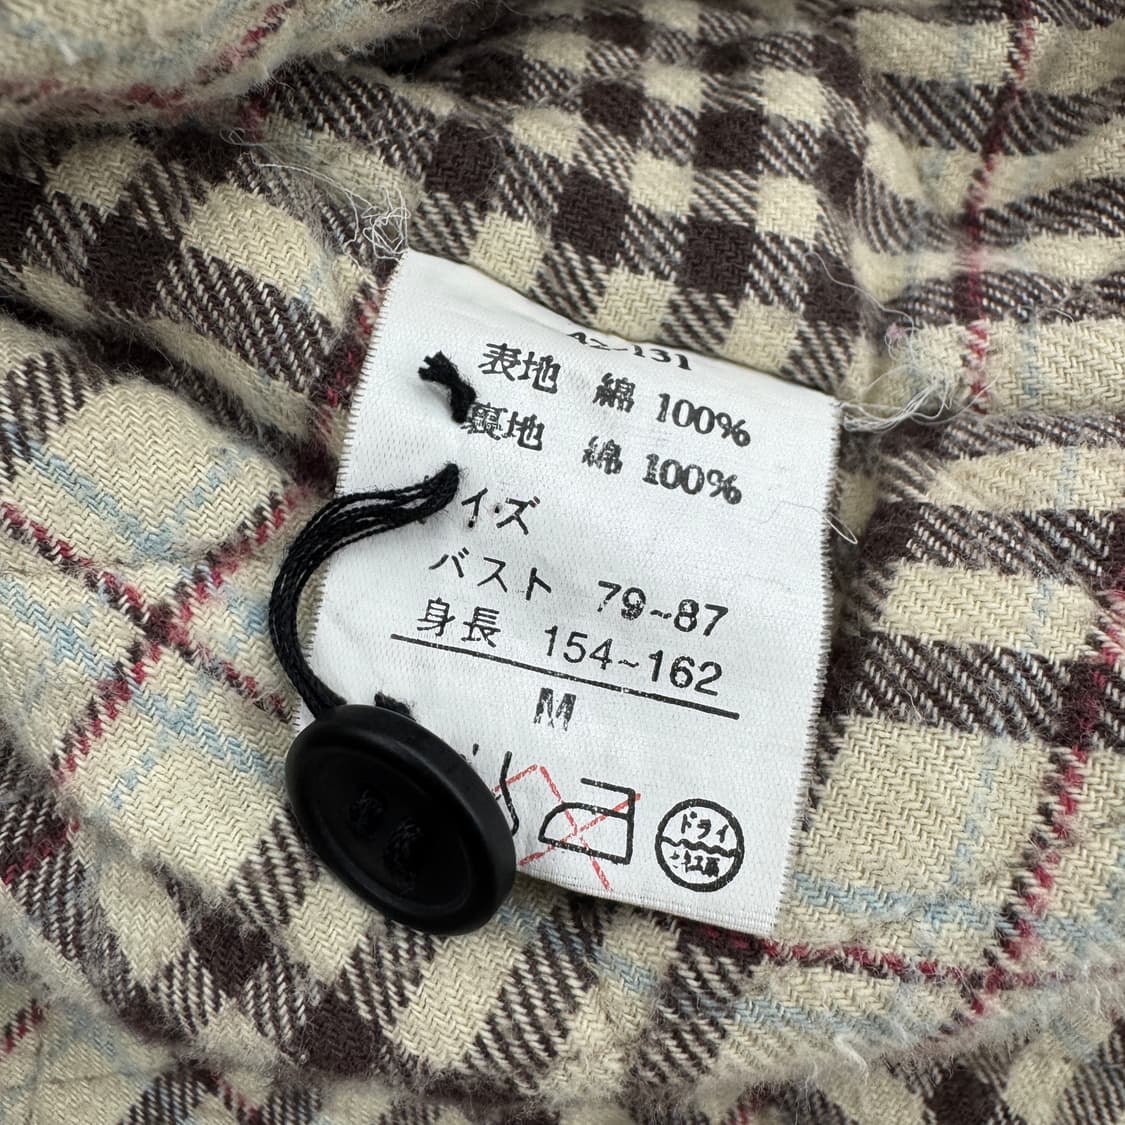 表地 綿 100%
裏地 綿 100%
イズ
バスト 79~87
身長 154~162
M
ドライ